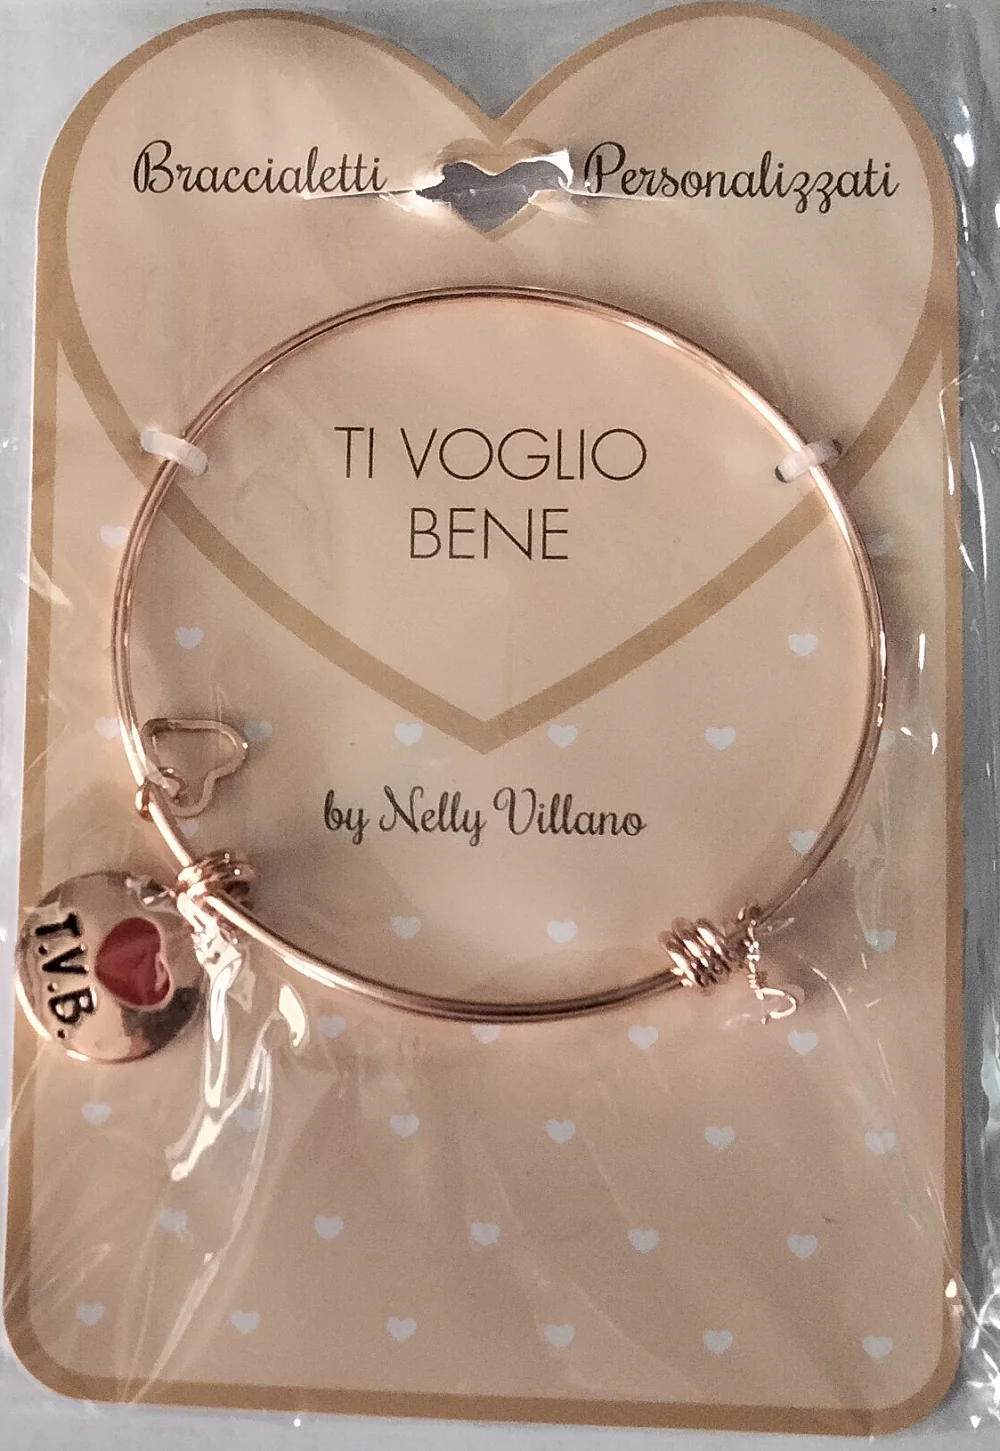 Braccialetti Personalizzati
TI VOGLIO
BENE
by Nelly Villano
T.V.B.